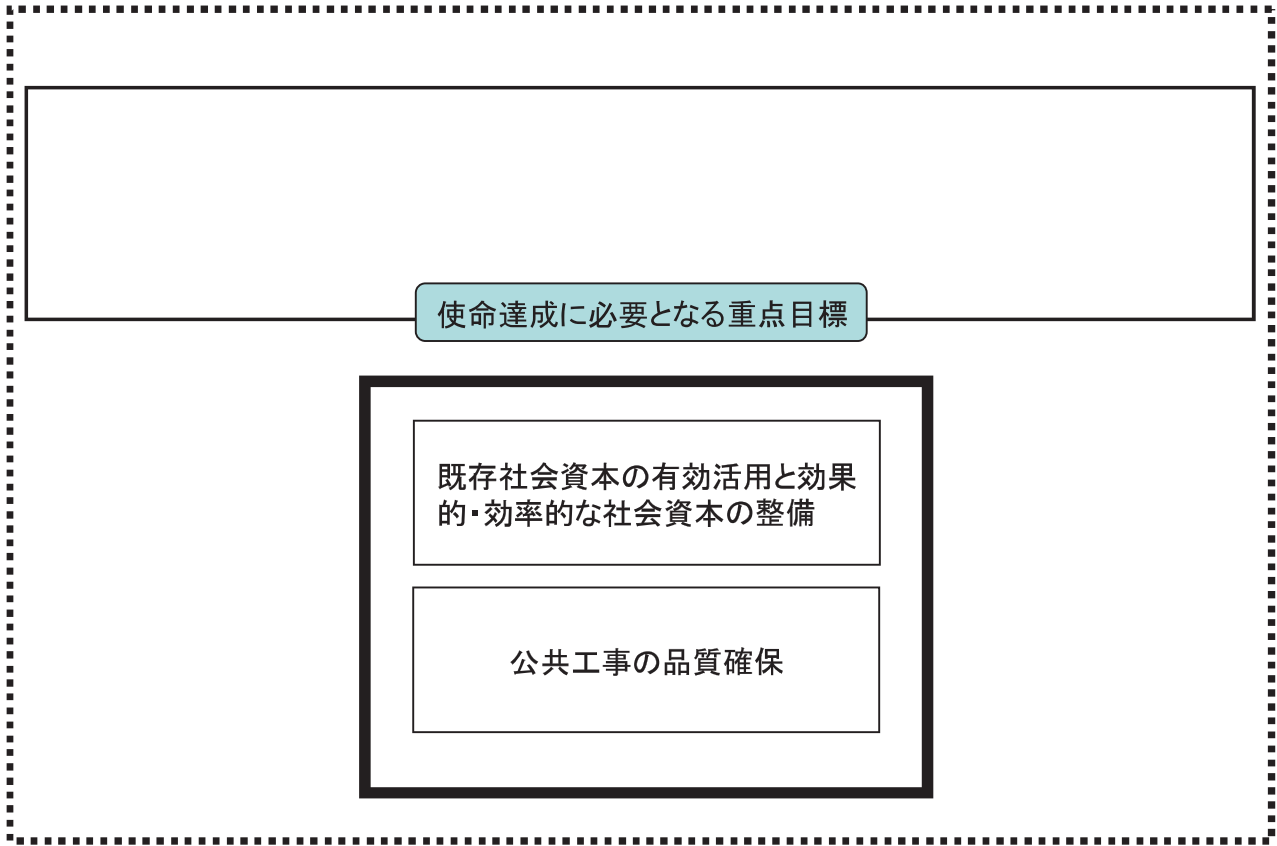 使命達成に必要となる重点目標
既存社会資本の有効活用と効果
的・効率的な社会資本の整備
公共工事の品質確保